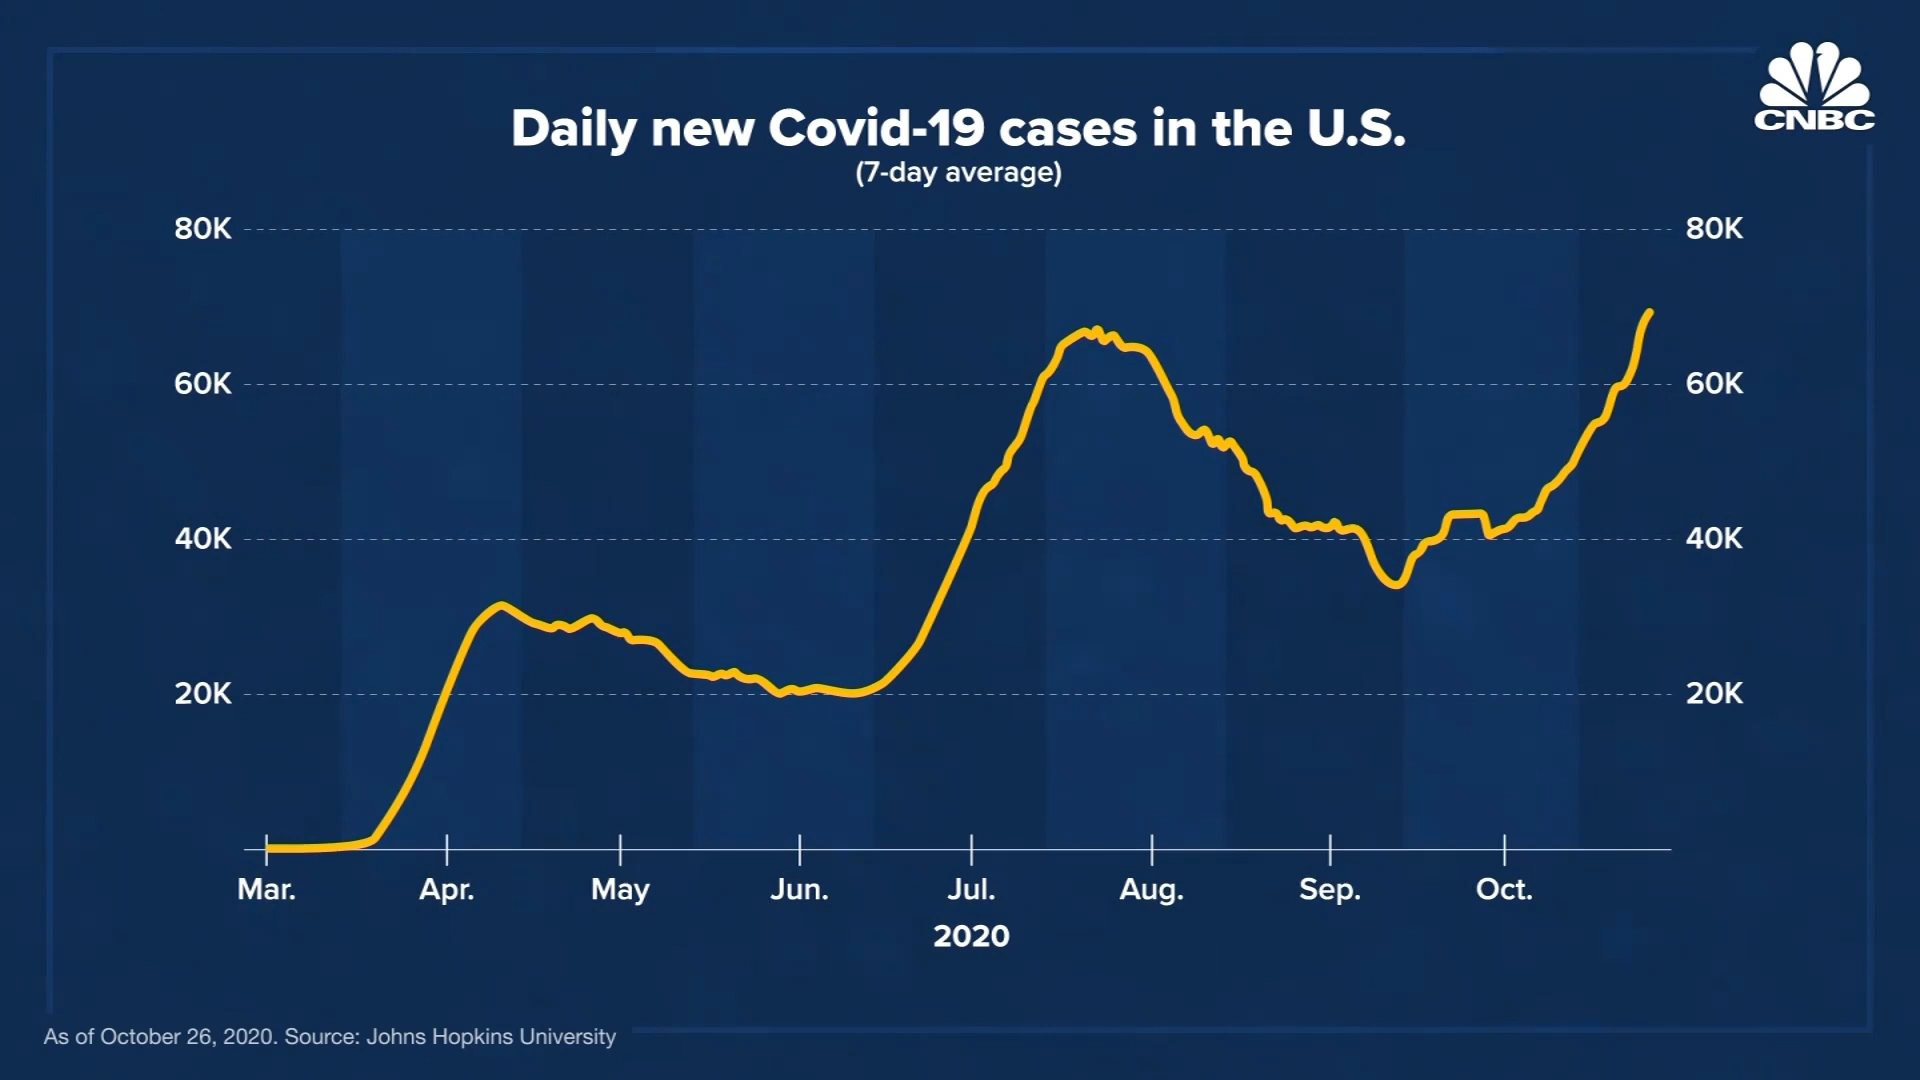 CNBC
Daily new Covid-19 cases in the U.S.
(7-day average)
80K 80K
60K 60K
40K 40K
20K 20K
Mar. Apr. May Jun. Jul. Aug. Sep. Oct.
2020
As of October 26, 2020. Source: Johns Hopkins University